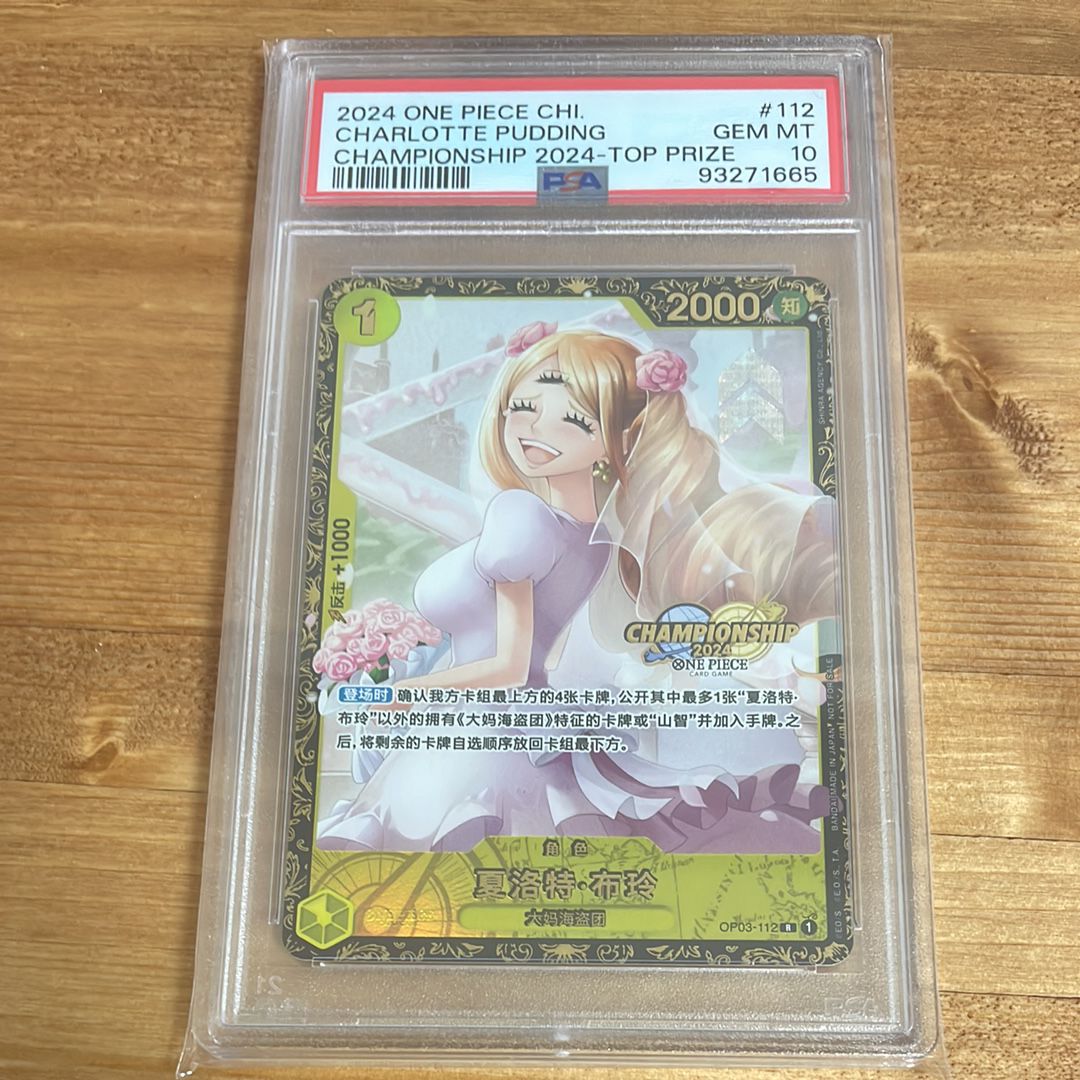 2024 ONE PIECE CHI.
#112
CHARLOTTE PUDDING
GEM MT
CHAMPIONSHIP 2024-TOP PRIZE
10
PSA
93271665
1
2000
知
SHINRA AGENCY Co., Ltd.
反击 +1000
CHAMPIONSHIP
2024
ONE PIECE
CARD GAME
登场时 确认我方卡组最上方的4张卡牌,公开其中最多1张“夏洛特·
布玲”以外的拥有《大妈海盗团》特征的卡牌或“山智”并加入手牌。之
后,将剩余的卡牌自选顺序放回卡组最下方。
BANDAI MADE IN JAPAN NOT FOR SALE
角色
夏洛特·布玲
大妈海盗团
OP03-112 R 1